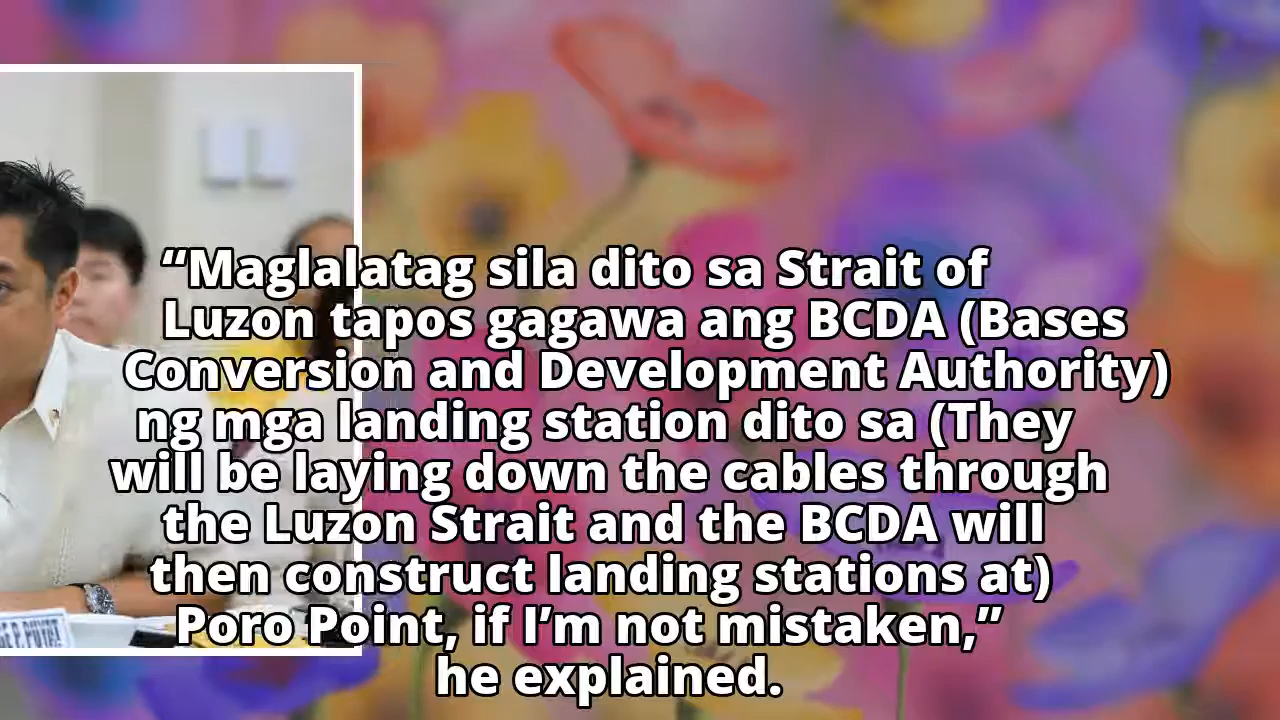 “Maglalatag sila dito sa Strait of
Luzon tapos gagawa ang BCDA (Bases
Conversion and Development Authority)
ng mga landing station dito sa (They
will be laying down the cables through
the Luzon Strait and the BCDA will
then construct landing stations at)
Poro Point, if I’m not mistaken,”
he explained.